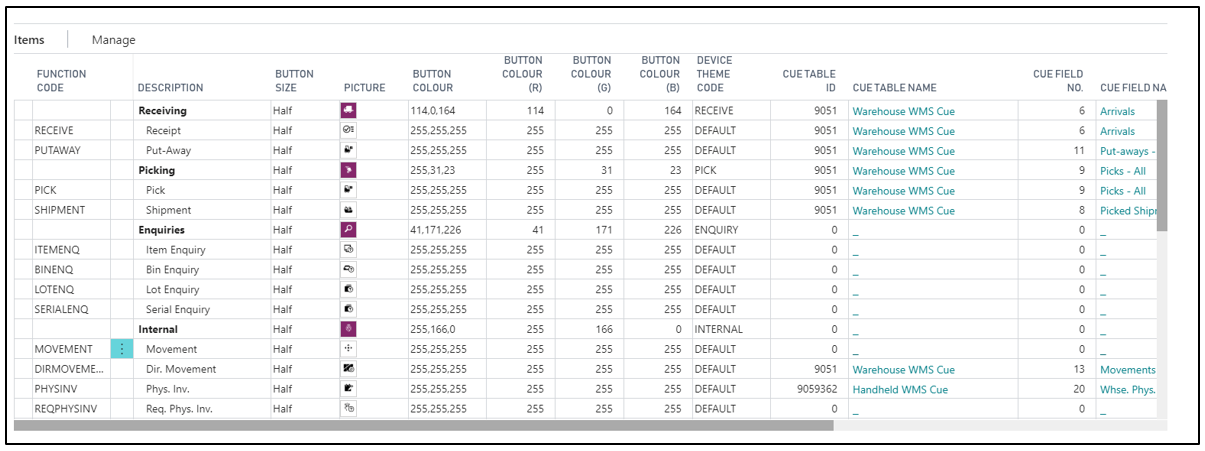 Items Manage
FUNCTION CODE DESCRIPTION BUTTON SIZE PICTURE BUTTON COLOUR BUTTON COLOUR (R) BUTTON COLOUR (G) BUTTON COLOUR (B) DEVICE THEME CODE CUE TABLE ID CUE TABLE NAME CUE FIELD NO. CUE FIELD NA
Receiving Half 114,0,164 114 0 164 RECEIVE 9051 Warehouse WMS Cue 6 Arrivals
RECEIVE Receipt Half 255,255,255 255 255 255 DEFAULT 9051 Warehouse WMS Cue 6 Arrivals
PUTAWAY Put-Away Half 255,255,255 255 255 255 DEFAULT 9051 Warehouse WMS Cue 11 Put-aways -
Picking Half 255,31,23 255 31 23 PICK 9051 Warehouse WMS Cue 9 Picks - All
PICK Pick Half 255,255,255 255 255 255 DEFAULT 9051 Warehouse WMS Cue 9 Picks - All
SHIPMENT Shipment Half 255,255,255 255 255 255 DEFAULT 9051 Warehouse WMS Cue 8 Picked Shipr
Enquiries Half 41,171,226 41 171 226 ENQUIRY 0 _ 0 _
ITEMENQ Item Enquiry Half 255,255,255 255 255 255 DEFAULT 0 _ 0 _
BINENQ Bin Enquiry Half 255,255,255 255 255 255 DEFAULT 0 _ 0 _
LOTENQ Lot Enquiry Half 255,255,255 255 255 255 DEFAULT 0 _ 0 _
SERIALENQ Serial Enquiry Half 255,255,255 255 255 255 DEFAULT 0 _ 0 _
Internal Half 255,166,0 255 166 0 INTERNAL 0 _ 0 _
MOVEMENT Movement Half 255,255,255 255 255 255 DEFAULT 0 _ 0 _
DIRMOVEME... Dir. Movement Half 255,255,255 255 255 255 DEFAULT 9051 Warehouse WMS Cue 13 Movements
PHYSINV Phys. Inv. Half 255,255,255 255 255 255 DEFAULT 9059362 Handheld WMS Cue 20 Whse. Phys.
REQPHYSINV Req. Phys. Inv. Half 255,255,255 255 255 255 DEFAULT 0 _ 0 _